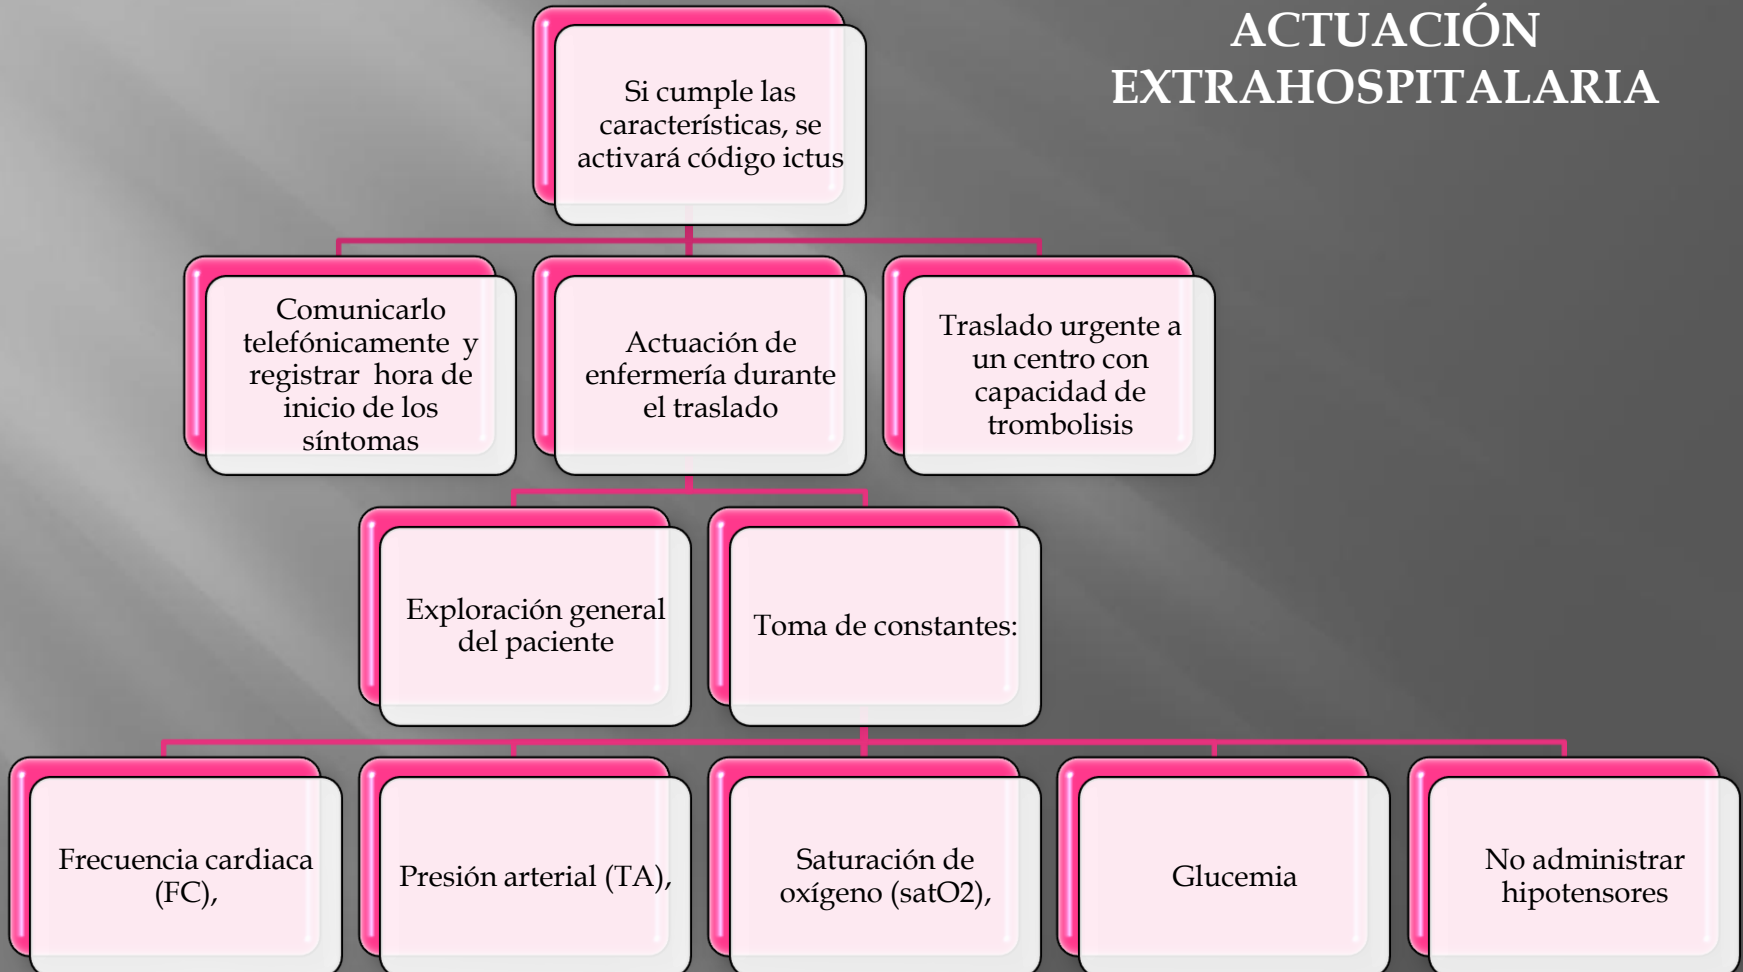 ACTUACIÓN
EXTRAHOSPITALARIA
Si cumple las
características, se
activará código ictus
Comunicarlo
telefónicamente y
registrar hora de
inicio de los
síntomas
Actuación de
enfermería durante
el traslado
Traslado urgente a
un centro con
capacidad de
trombolisis
Exploración general
del paciente
Toma de constantes:
Frecuencia cardiaca
(FC),
Presión arterial (TA),
Saturación de
oxígeno (satO2),
Glucemia
No administrar
hipotensores